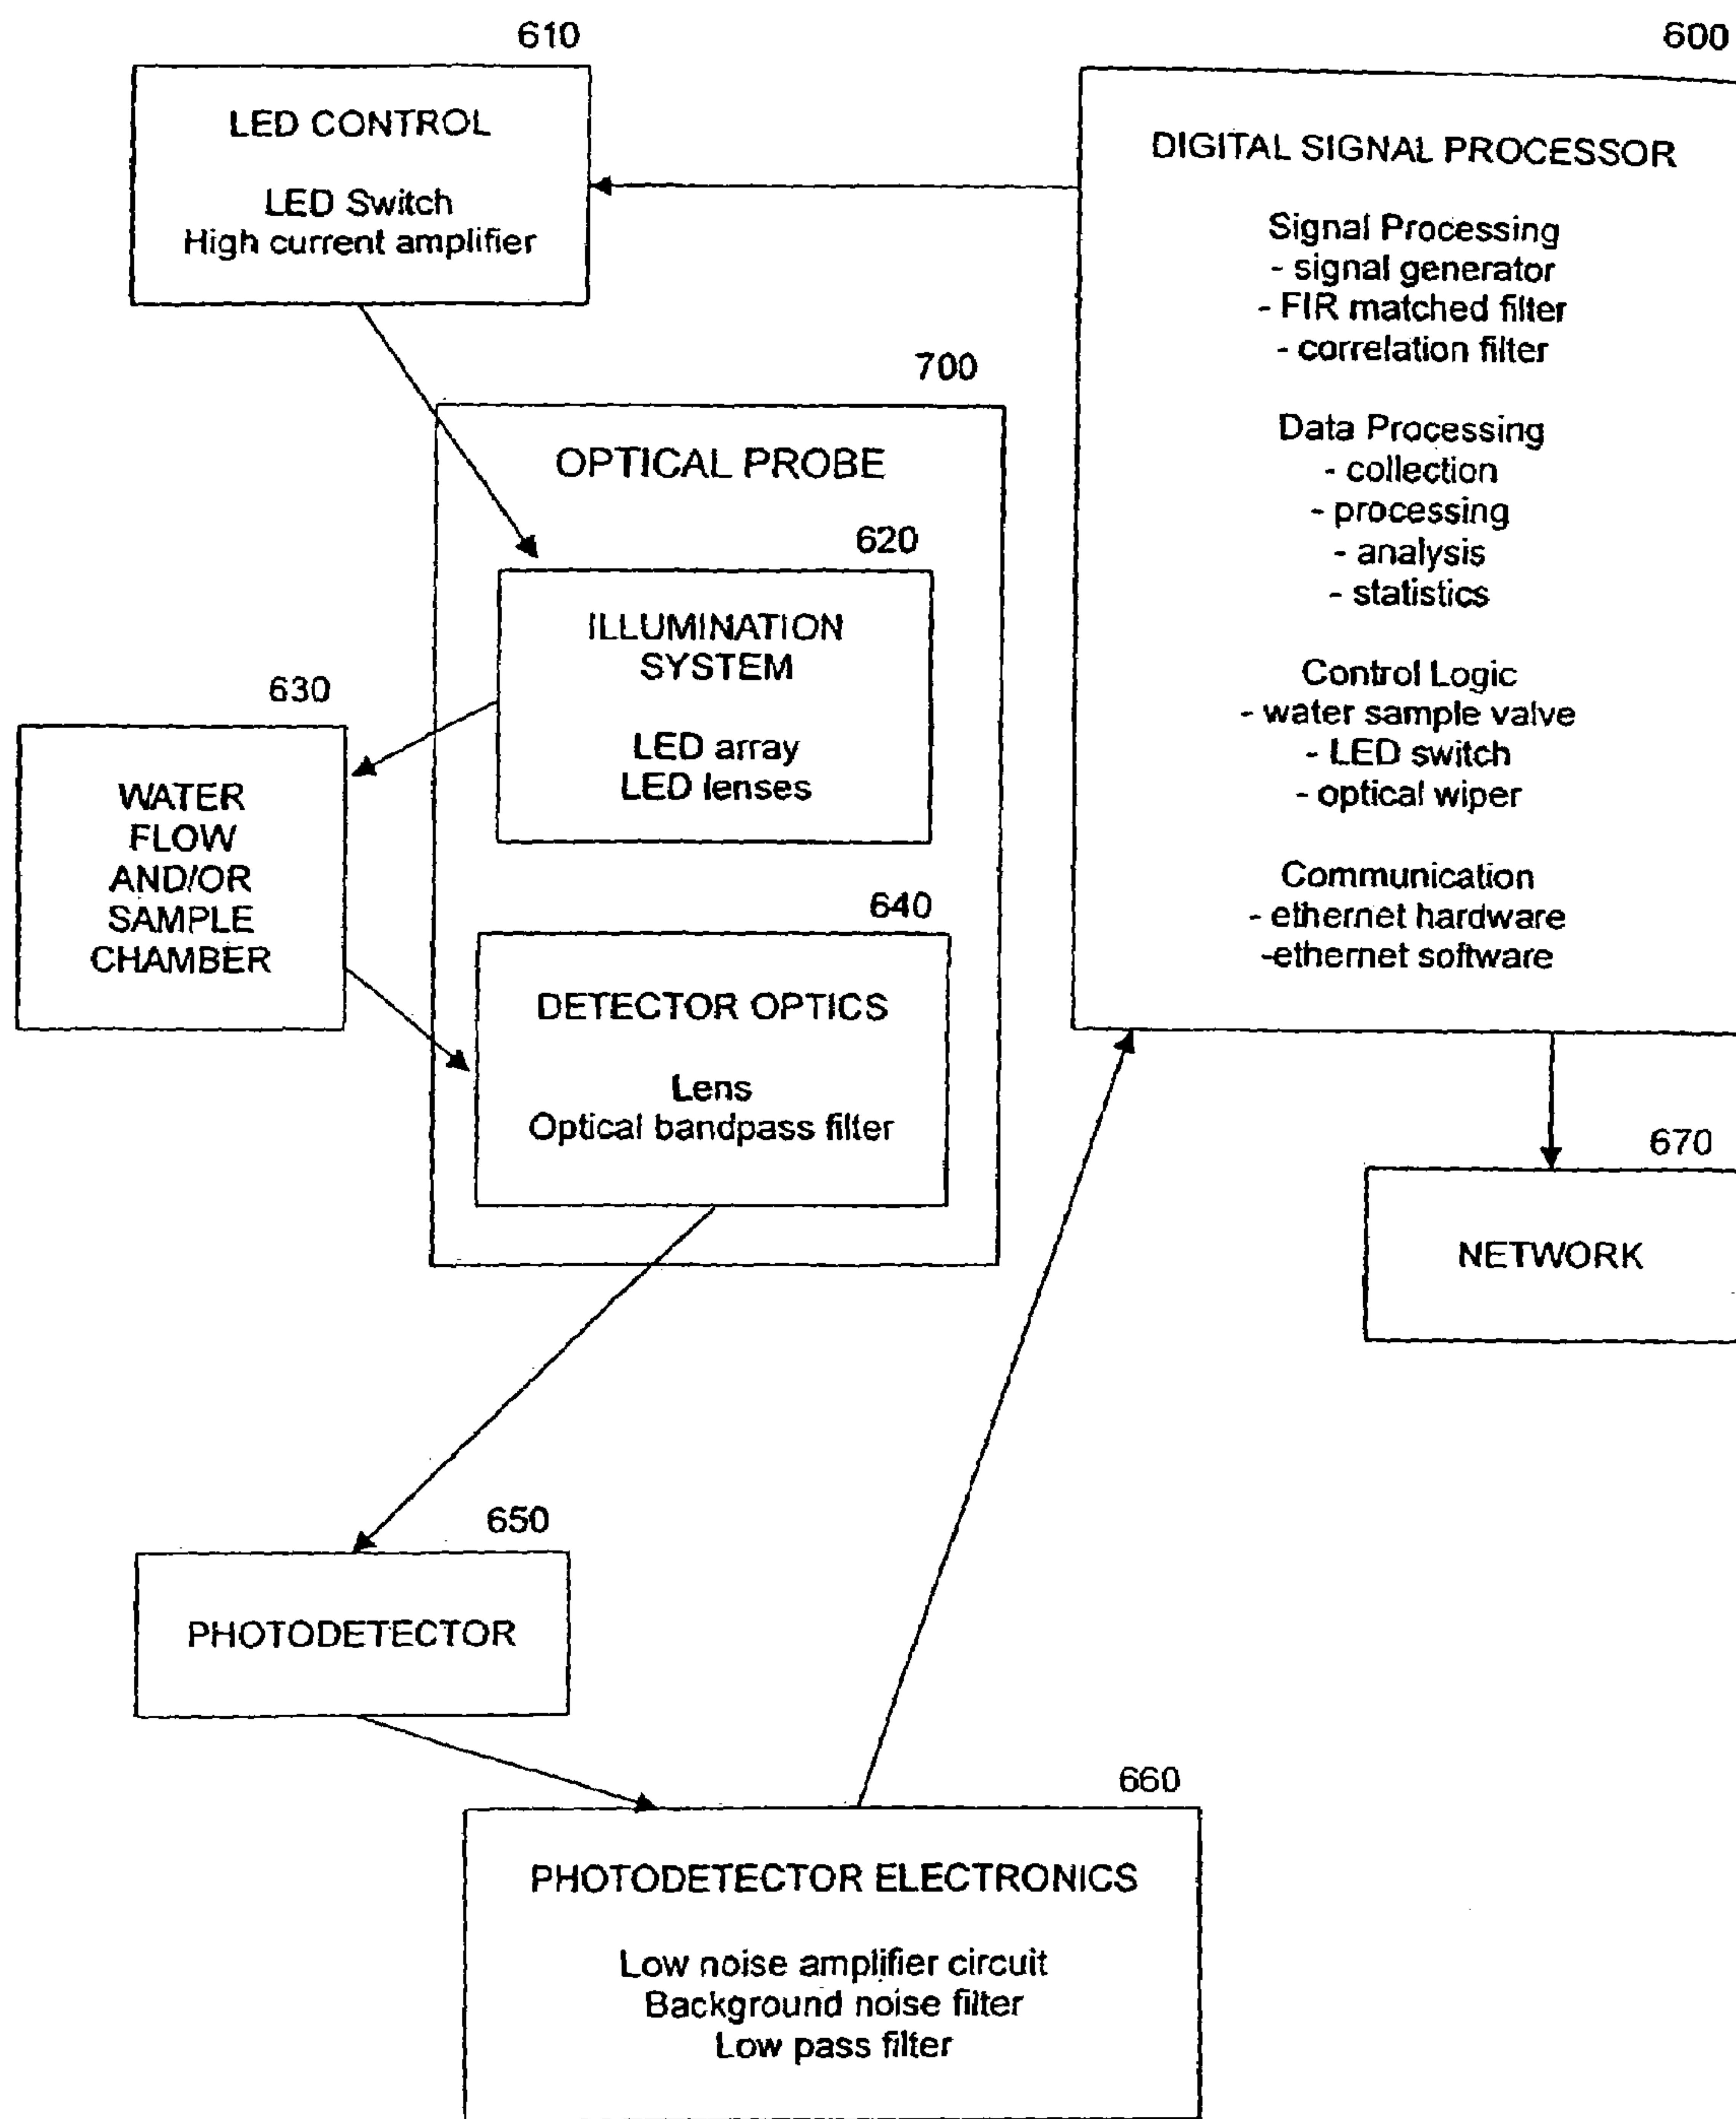 610
LED CONTROL
LED Switch
High current amplifier
600
DIGITAL SIGNAL PROCESSOR
Signal Processing
- signal generator
- FIR matched filter
- correlation filter
Data Processing
- collection
- processing
- analysis
- statistics
Control Logic
- water sample valve
- LED switch
- optical wiper
Communication
- ethernet hardware
-ethernet software
700
OPTICAL PROBE
620
ILLUMINATION
SYSTEM
LED array
LED lenses
630
WATER
FLOW
AND/OR
SAMPLE
CHAMBER
640
DETECTOR OPTICS
Lens
Optical bandpass filter
670
NETWORK
650
PHOTODETECTOR
660
PHOTODETECTOR ELECTRONICS
Low noise amplifier circuit
Background noise filter
Low pass filter